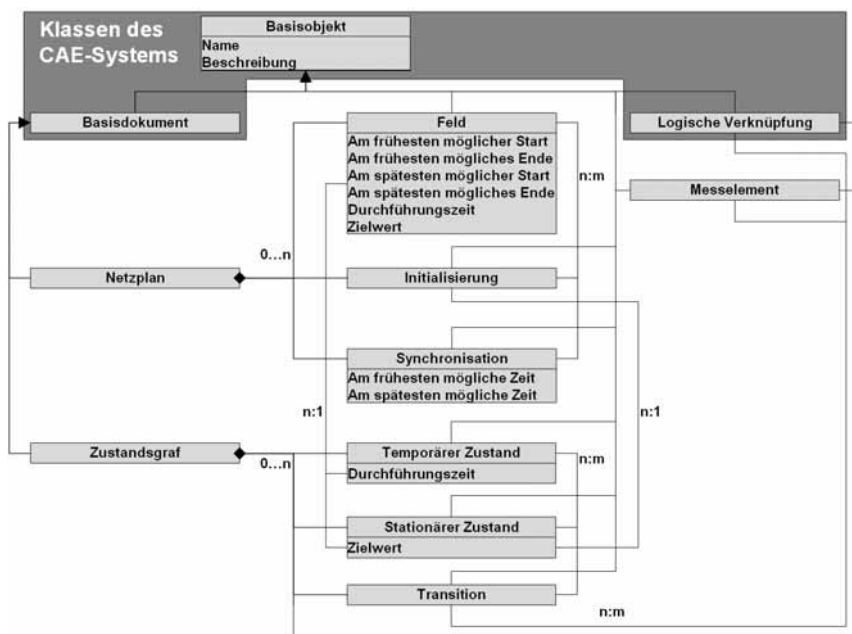 Klassen des
CAE-Systems
Basisobjekt
Name
Beschreibung
Basisdokument
Feld
Logische Verknüpfung
Am frühesten möglicher Start
Am frühesten mögliches Ende
Am spätesten möglicher Start
Am spätesten mögliches Ende
Durchführungszeit
Zielwert
n:m
Messelement
0...n
Netzplan
Initialisierung
Synchronisation
Am frühesten mögliche Zeit
Am spätesten mögliche Zeit
n:1
n:1
Zustandsgraf
0...n
Temporärer Zustand
Durchführungszeit
n:m
Stationärer Zustand
Zielwert
Transition
n:m